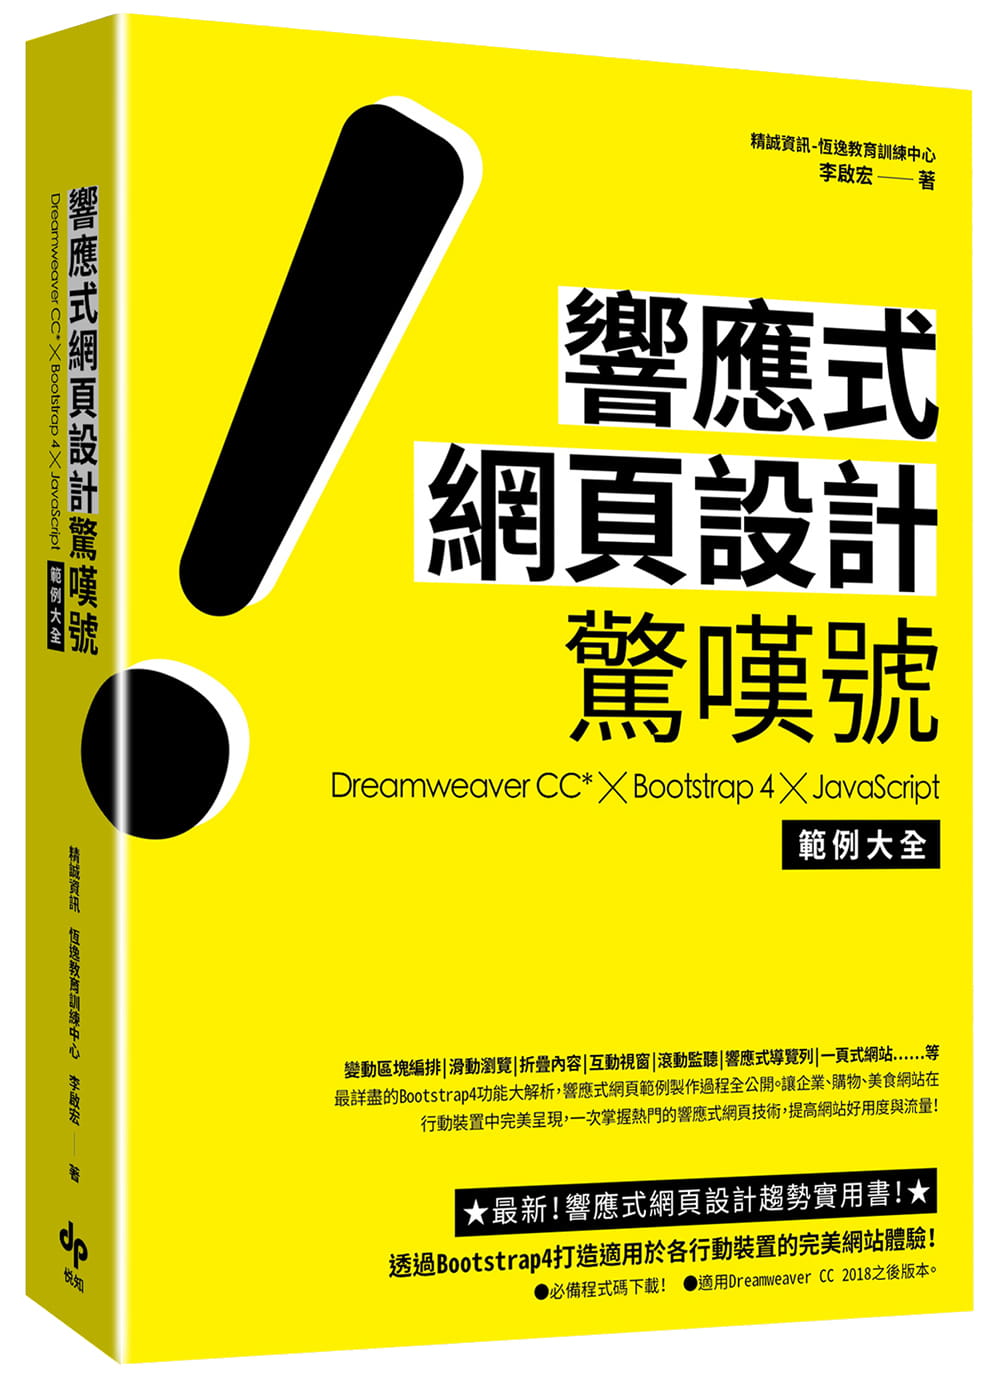 精誠資訊-恆逸教育訓練中心
李啟宏——著
響應式
網頁設計
驚嘆號
Dreamweaver CC*╳Bootstrap 4╳JavaScript
範例大全
變動區塊編排|滑動瀏覽|折疊內容|互動視窗|滾動監聽|響應式導覽列|一頁式網站......等
最詳盡的Bootstrap4功能大解析,響應式網頁範例製作過程全公開。讓企業、購物、美食網站在
行動裝置中完美呈現,一次掌握熱門的響應式網頁技術,提高網站好用度與流量!
★最新!響應式網頁設計趨勢實用書!★
透過Bootstrap4打造適用於各行動裝置的完美網站體驗!
●必備程式碼下載! ●適用Dreamweaver CC 2018之後版本。
響應式網頁設計驚嘆號
Dreamweaver CC*╳Bootstrap 4╳JavaScript
範例大全
精誠資訊 恆逸教育訓練中心 李啟宏——著
dp
悅知